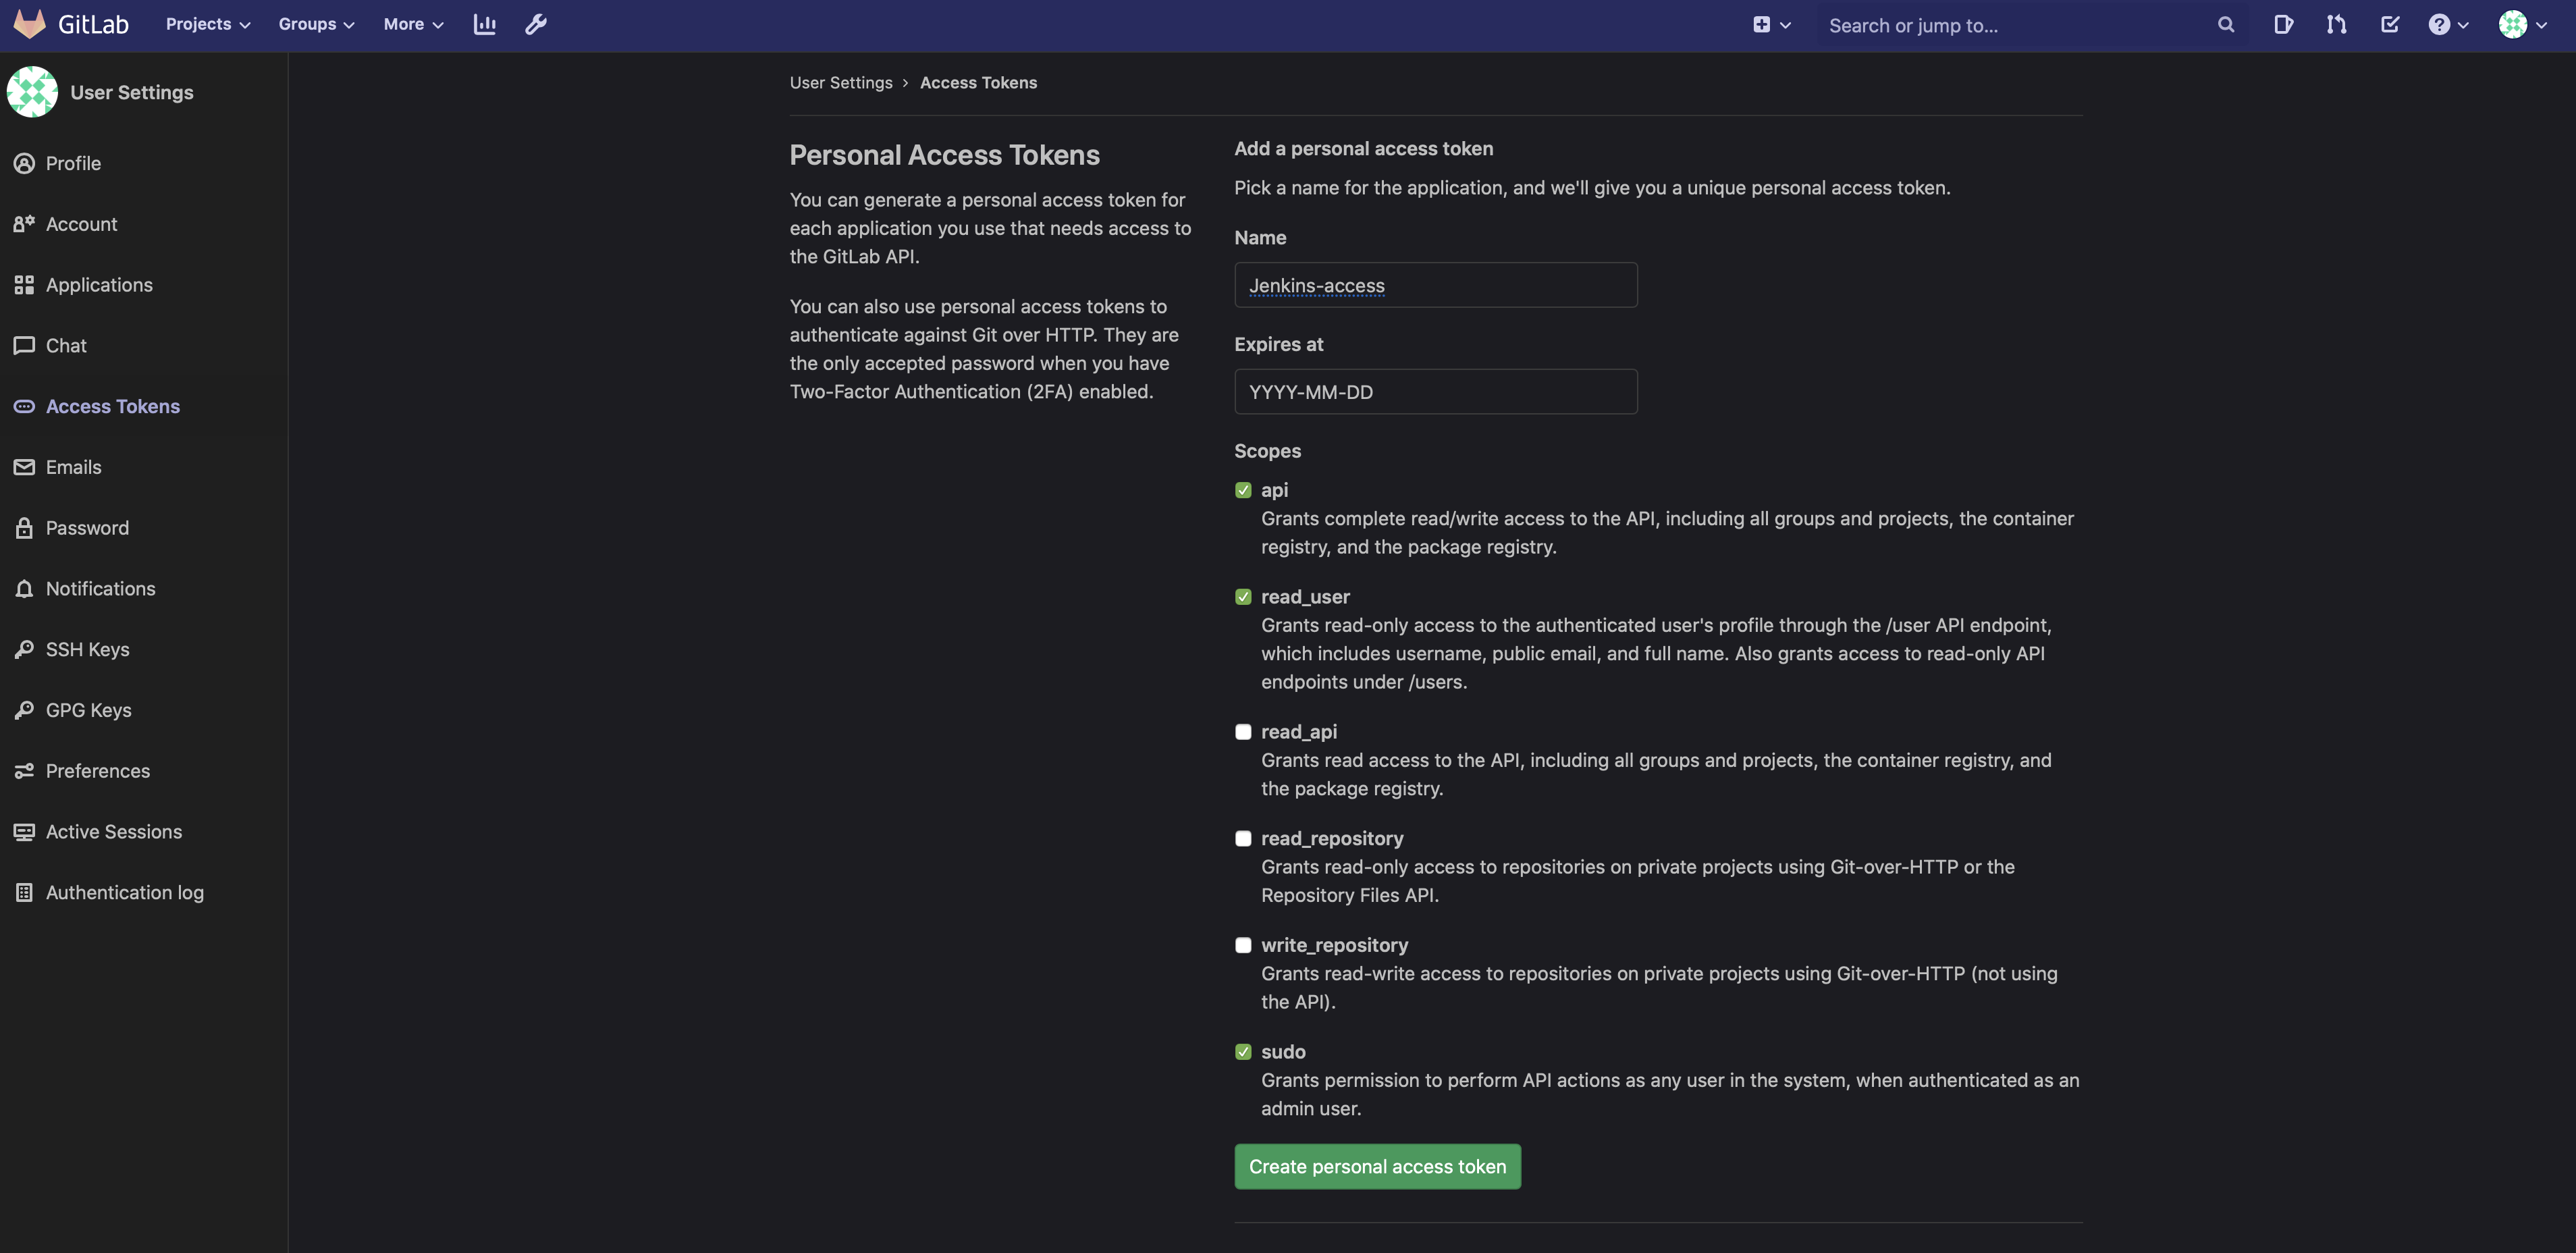 GitLab
Projects
Groups
More
Search or jump to...
User Settings
Profile
Account
Applications
Chat
Access Tokens
Emails
Password
Notifications
SSH Keys
GPG Keys
Preferences
Active Sessions
Authentication log
User Settings › Access Tokens
Personal Access Tokens
You can generate a personal access token for
each application you use that needs access to
the GitLab API.
You can also use personal access tokens to
authenticate against Git over HTTP. They are
the only accepted password when you have
Two-Factor Authentication (2FA) enabled.
Add a personal access token
Pick a name for the application, and we'll give you a unique personal access token.
Name
Jenkins-access
Expires at
YYYY-MM-DD
Scopes
api
Grants complete read/write access to the API, including all groups and projects, the container
registry, and the package registry.
read_user
Grants read-only access to the authenticated user's profile through the /user API endpoint,
which includes username, public email, and full name. Also grants access to read-only API
endpoints under /users.
read_api
Grants read access to the API, including all groups and projects, the container registry, and
the package registry.
read_repository
Grants read-only access to repositories on private projects using Git-over-HTTP or the
Repository Files API.
write_repository
Grants read-write access to repositories on private projects using Git-over-HTTP (not using
the API).
sudo
Grants permission to perform API actions as any user in the system, when authenticated as an
admin user.
Create personal access token